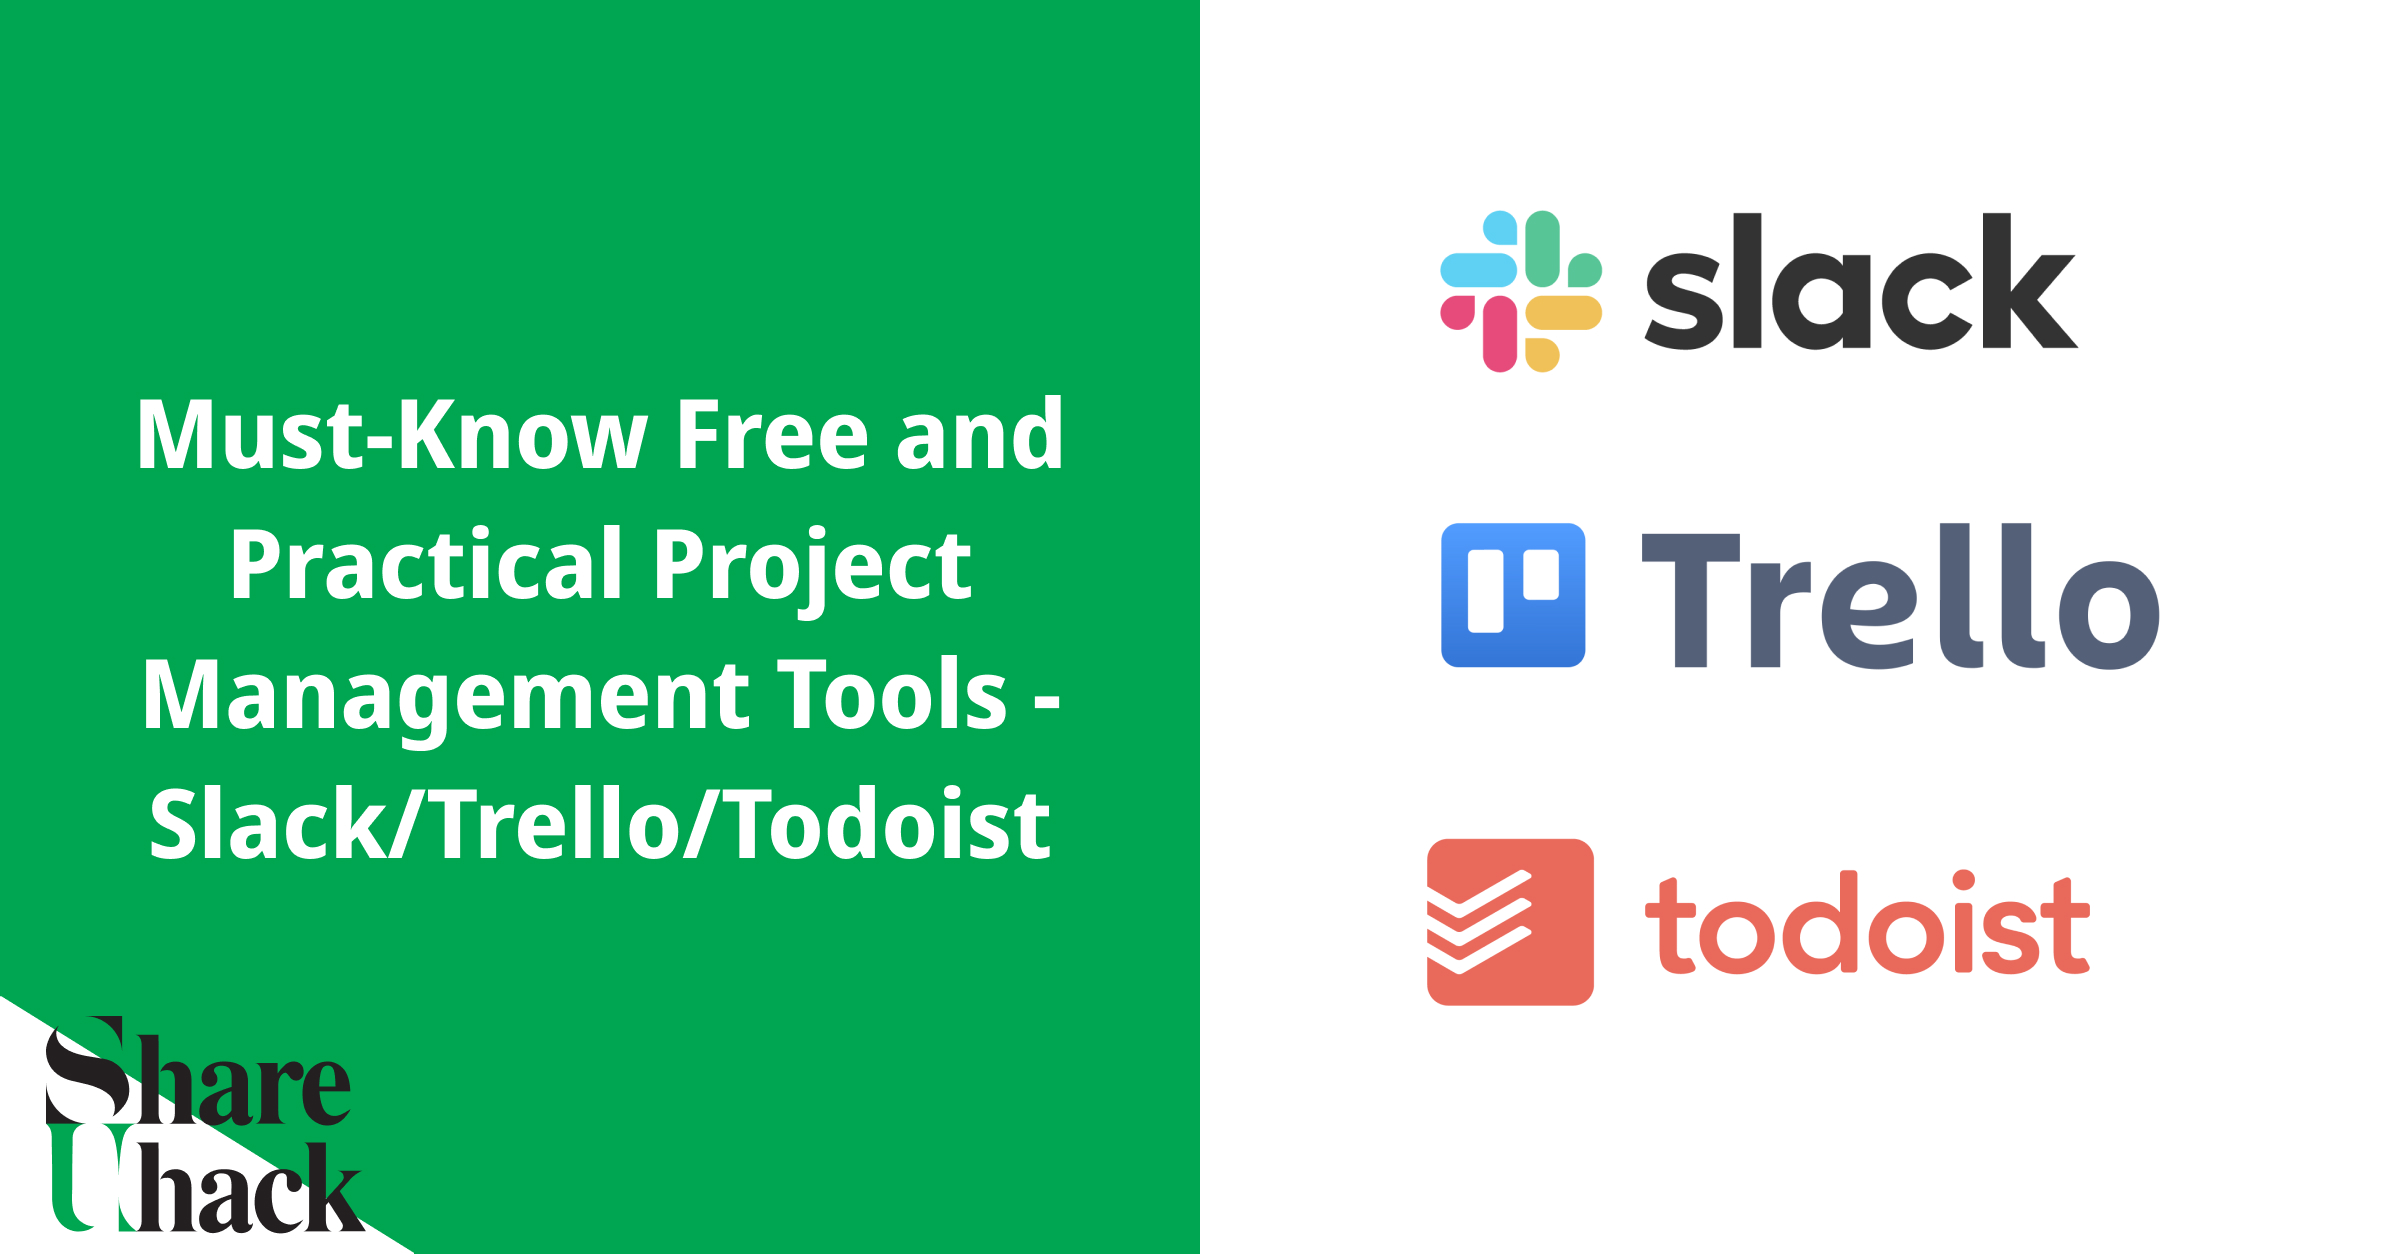 Must-Know Free and
Practical Project
Management Tools -
Slack/Trello/Todoist
Share
Uhack
slack
Trello
todoist